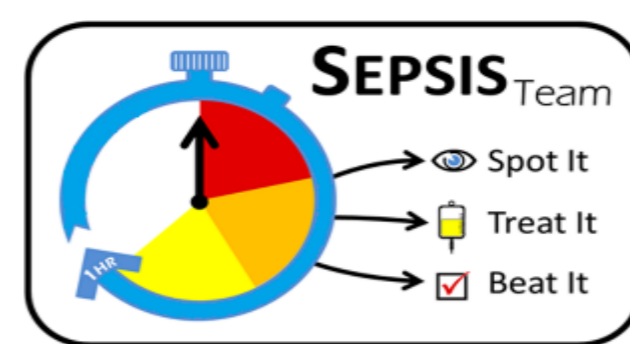 SEPSIS Team
Spot It
Treat It
Beat It
1HR